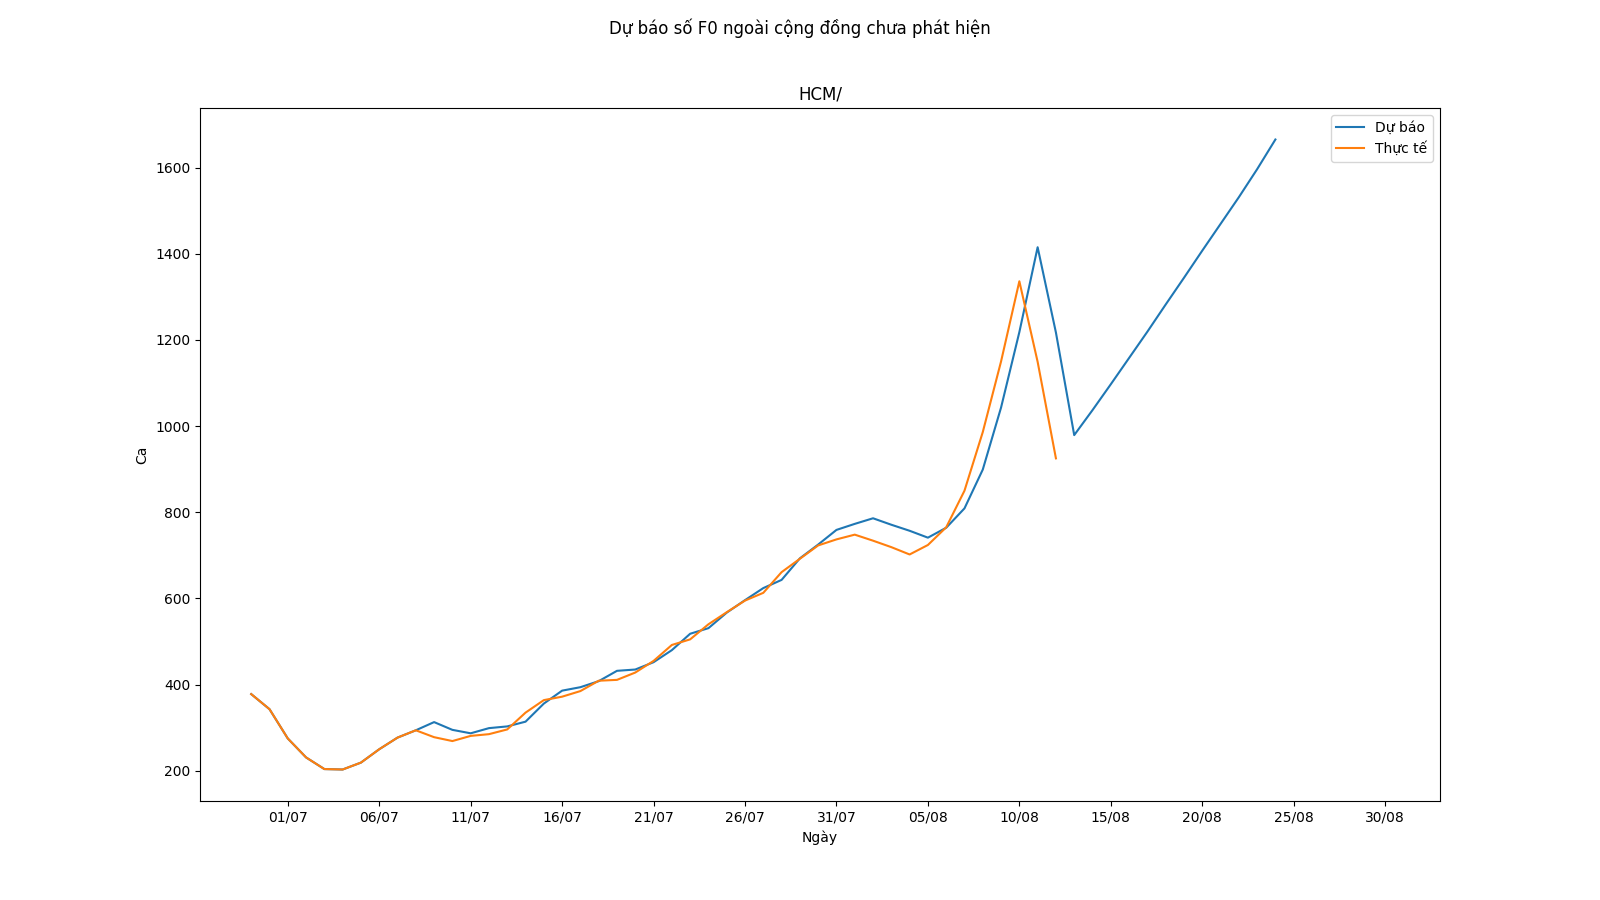 Dự báo số F0 ngoài cộng đồng chưa phát hiện
HCM/
Dự báo
Thực tế
1600
1400
1200
1000
800
600
400
200
Ca
01/07 06/07 11/07 16/07 21/07 26/07 31/07 05/08 10/08 15/08 20/08 25/08 30/08
Ngày